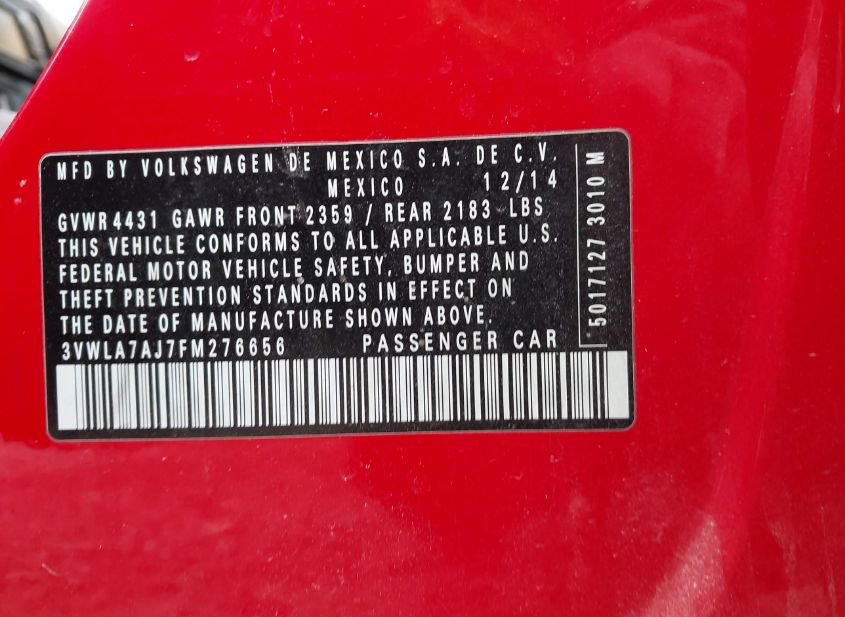 MFD BY VOLKSWAGEN DE MEXICO S.A. DE C.V.
MEXICO 12/14
GVWR 4431 GAWR FRONT 2359 / REAR 2183 LBS
THIS VEHICLE CONFORMS TO ALL APPLICABLE U.S.
FEDERAL MOTOR VEHICLE SAFETY, BUMPER AND
THEFT PREVENTION STANDARDS IN EFFECT ON
THE DATE OF MANUFACTURE SHOWN ABOVE.
3VWLA7AJ7FM276656 PASSENGER CAR
5017127 3010 M